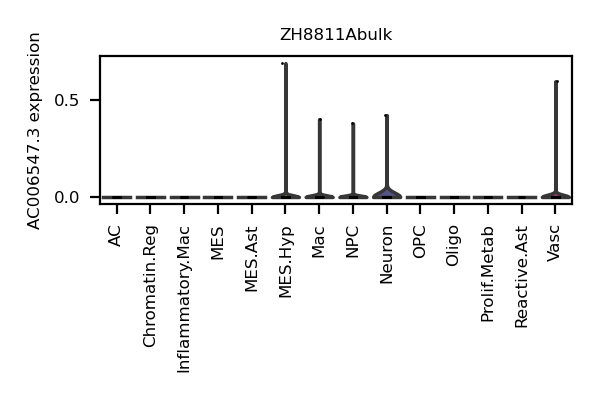 ZH8811Abulk
AC006547.3 expression
0.5
0.0
AC
Chromatin.Reg
Inflammatory.Mac
MES
MES.Ast
MES.Hyp
Mac
NPC
Neuron
OPC
Oligo
Prolif.Metab
Reactive.Ast
Vasc